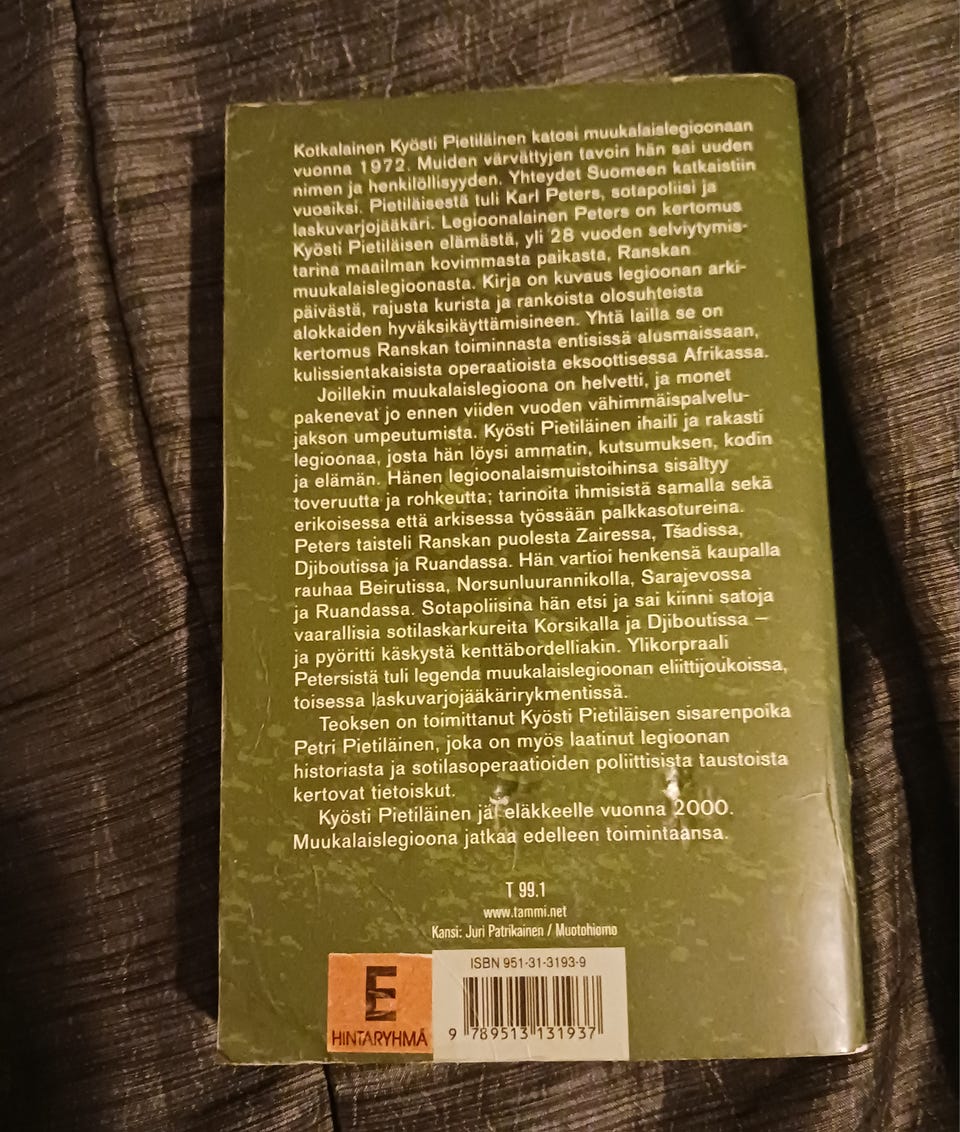 Kotkalainen Kyösti Pietiläinen katosi muukalaislegioonaan
vuonna 1972. Muiden värvättyjen tavoin hän sai uuden
nimen ja henkilöllisyyden. Yhteydet Suomeen katkaistiin
vuosiksi. Pietiläisestä tuli Karl Peters, sotapoliisi ja
laskuvarjojääkäri. Legioonalainen Peters on kertomus
Kyösti Pietiläisen elämästä, yli 28 vuoden selviytymis-
tarina maailman kovimmasta paikasta, Ranskan
muukalaislegioonasta. Kirja on kuvaus legioonan arki-
päivästä, rajusta kurista ja rankoista olosuhteista
alokkaiden hyväksikäyttämisineen. Yhtä lailla se on
kertomus Ranskan toiminnasta entisissä alusmaissaan,
kulissientakaisista operaatioista eksoottisessa Afrikassa.
Joillekin muukalaislegioona on helvetti, ja monet
pakenevat jo ennen viiden vuoden vähimmäispalvelu-
jakson umpeutumista. Kyösti Pietiläinen ihaili ja rakasti
legioonaa, josta hän löysi ammatin, kutsumuksen, kodin
ja elämän. Hänen legioonalaismuistoihinsa sisältyy
toveruutta ja rohkeutta; tarinoita ihmisistä samalla sekä
erikoisessa että arkisessa työssään palkkasotureina.
Peters taisteli Ranskan puolesta Zairessa, Tšadissa,
Djiboutissa ja Ruandassa. Hän vartioi henkensä kaupalla
rauhaa Beirutissa, Norsunluurannikolla, Sarajevossa
ja Ruandassa. Sotapoliisina hän etsi ja sai kiinni satoja
vaarallisia sotilaskarkureita Korsikalla ja Djiboutissa –
ja pyöritti käskystä kenttäbordelliakin. Ylikorpraali
Petersistä tuli legenda muukalaislegioonan eliittijoukoissa,
toisessa laskuvarjojääkärirykmentissä.
Teoksen on toimittanut Kyösti Pietiläisen sisarenpoika
Petri Pietiläinen, joka on myös laatinut legioonan
historiasta ja sotilasoperaatioiden poliittisista taustoista
kertovat tietoiskut.
Kyösti Pietiläinen jäi eläkkeelle vuonna 2000.
Muukalaislegioona jatkaa edelleen toimintaansa.
T 99.1
www.tammi.net
Kansi: Juri Patrikainen / Muotohiomo
ISBN 951-31-3193-9
E
HINTARYHMÄ
9 789513 131937